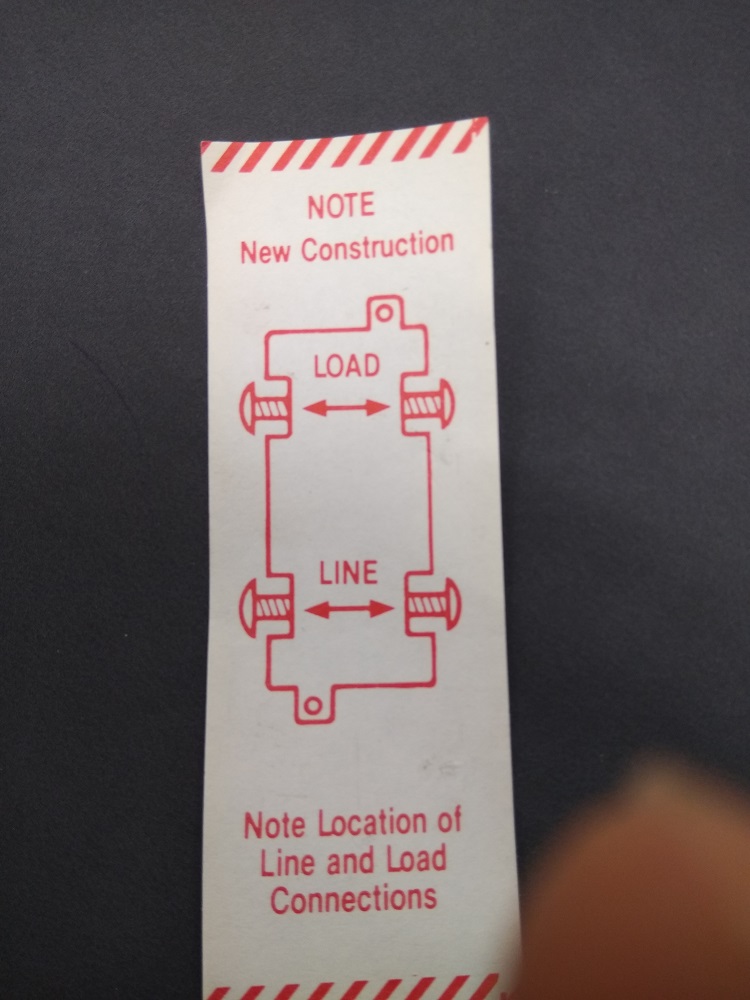 NOTE
New Construction
LOAD
LINE
Note Location of
Line and Load
Connections